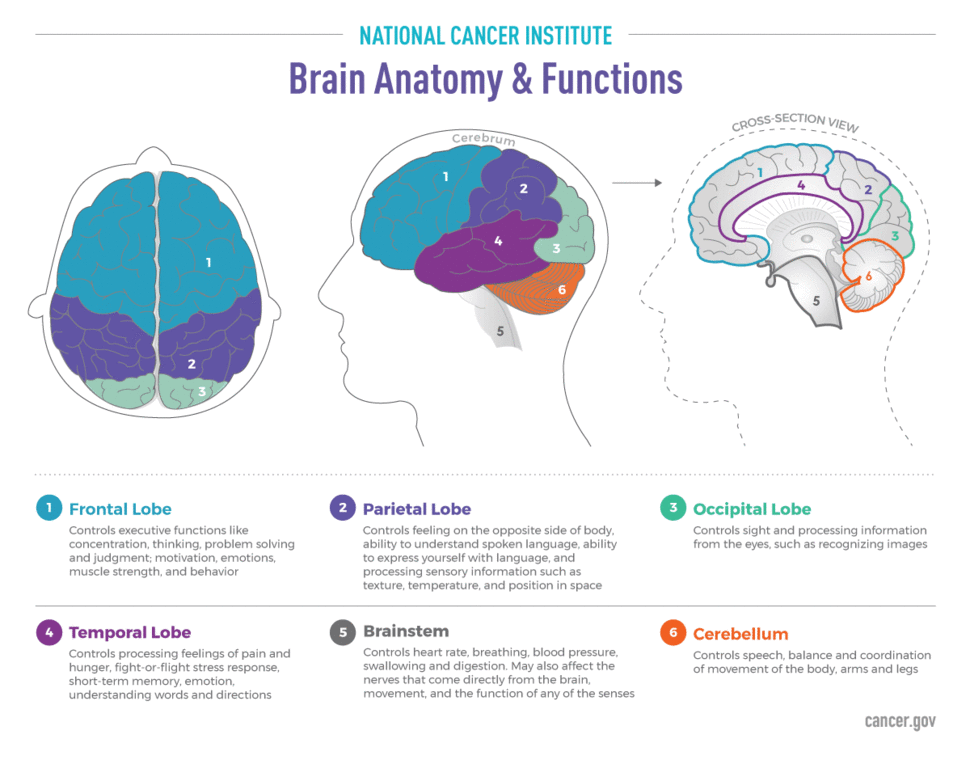 NATIONAL CANCER INSTITUTE
Brain Anatomy & Functions
Cerebrum
CROSS-SECTION VIEW
1
2
3
1
2
3
4
5
6
1
2
3
4
5
6
1 Frontal Lobe
Controls executive functions like
concentration, thinking, problem solving
and judgment; motivation, emotions,
muscle strength, and behavior
2 Parietal Lobe
Controls feeling on the opposite side of body,
ability to understand spoken language, ability
to express yourself with language, and
processing sensory information such as
texture, temperature, and position in space
3 Occipital Lobe
Controls sight and processing information
from the eyes, such as recognizing images
4 Temporal Lobe
Controls processing feelings of pain and
hunger, fight-or-flight stress response,
short-term memory, emotion,
understanding words and directions
5 Brainstem
Controls heart rate, breathing, blood pressure,
swallowing and digestion. May also affect the
nerves that come directly from the brain,
movement, and the function of any of the senses
6 Cerebellum
Controls speech, balance and coordination
of movement of the body, arms and legs
cancer.gov